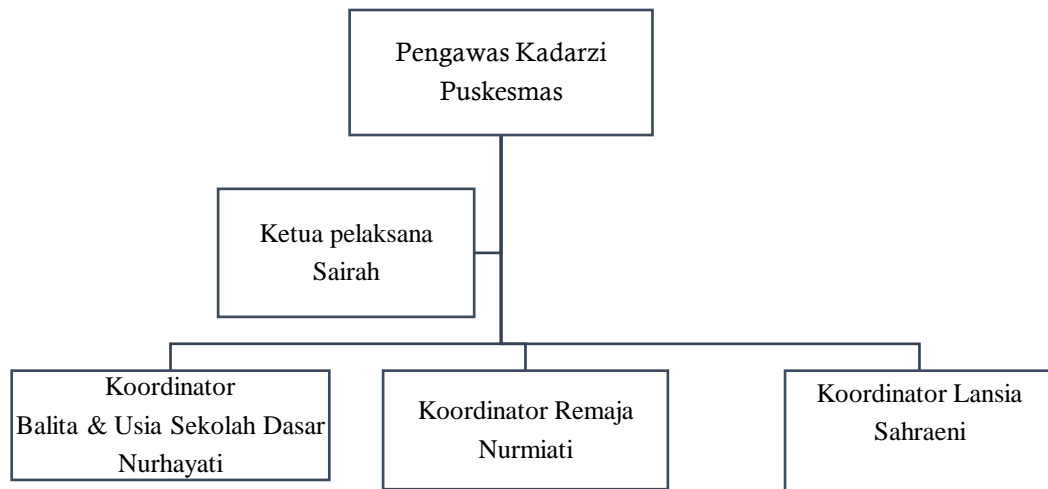 Pengawas Kadarzi
Puskesmas
Ketua pelaksana
Sairah
Koordinator
Balita & Usia Sekolah Dasar
Nurhayati
Koordinator Remaja
Nurmiati
Koordinator Lansia
Sahraeni